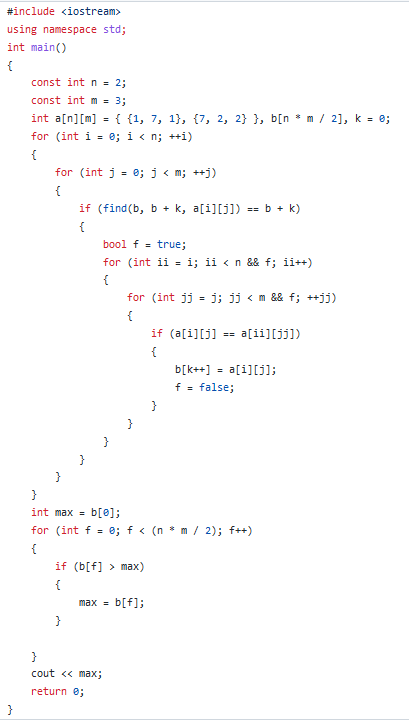 #include <iostream>
using namespace std;
int main()
{
    const int n = 2;
    const int m = 3;
    int a[n][m] = { {1, 7, 1}, {7, 2, 2} }, b[n * m / 2], k = 0;
    for (int i = 0; i < n; ++i)
    {
        for (int j = 0; j < m; ++j)
        {
            if (find(b, b + k, a[i][j]) == b + k)
            {
                bool f = true;
                for (int ii = i; ii < n && f; ii++)
                {
                    for (int jj = j; jj < m && f; ++jj)
                    {
                        if (a[i][j] == a[ii][jj])
                        {
                            b[k++] = a[i][j];
                            f = false;
                        }
                    }
                }
            }
        }
    }
    int max = b[0];
    for (int f = 0; f < (n * m / 2); f++)
    {
        if (b[f] > max)
        {
            max = b[f];
        }

    }
    cout << max;
    return 0;
}